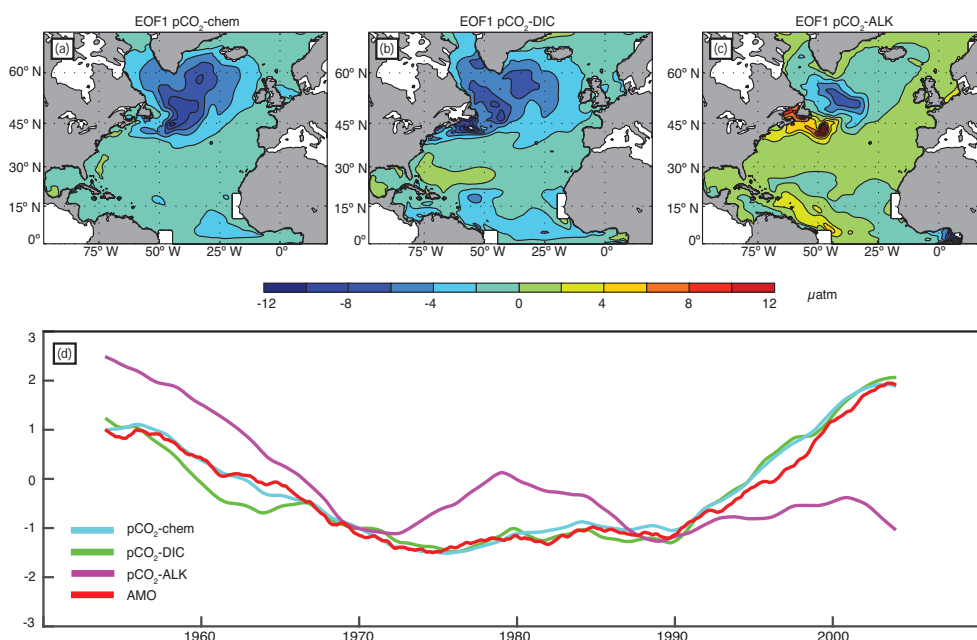 EOF1 pCO₂-chem
EOF1 pCO₂-DIC
EOF1 pCO₂-ALK
(a)
(b)
(c)
60° N
45° N
30° N
15° N
0°
75° W
50° W
25° W
0°
60° N
45° N
30° N
15° N
0°
75° W
50° W
25° W
0°
60° N
45° N
30° N
15° N
0°
75° W
50° W
25° W
0°
-12
-8
-4
0
4
8
12
µatm
(d)
3
2
1
0
-1
-2
-3
pCO₂-chem
pCO₂-DIC
pCO₂-ALK
AMO
1960
1970
1980
1990
2000